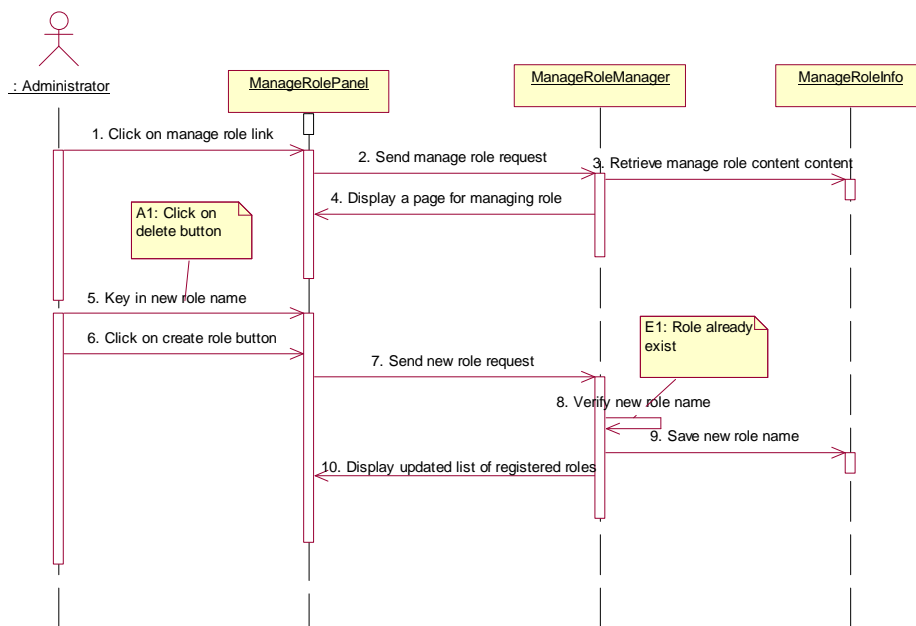 : Administrator
ManageRolePanel
ManageRoleManager
ManageRoleInfo
1. Click on manage role link
2. Send manage role request
3. Retrieve manage role content content
4. Display a page for managing role
A1: Click on
delete button
5. Key in new role name
6. Click on create role button
E1: Role already
exist
7. Send new role request
8. Verify new role name
9. Save new role name
10. Display updated list of registered roles